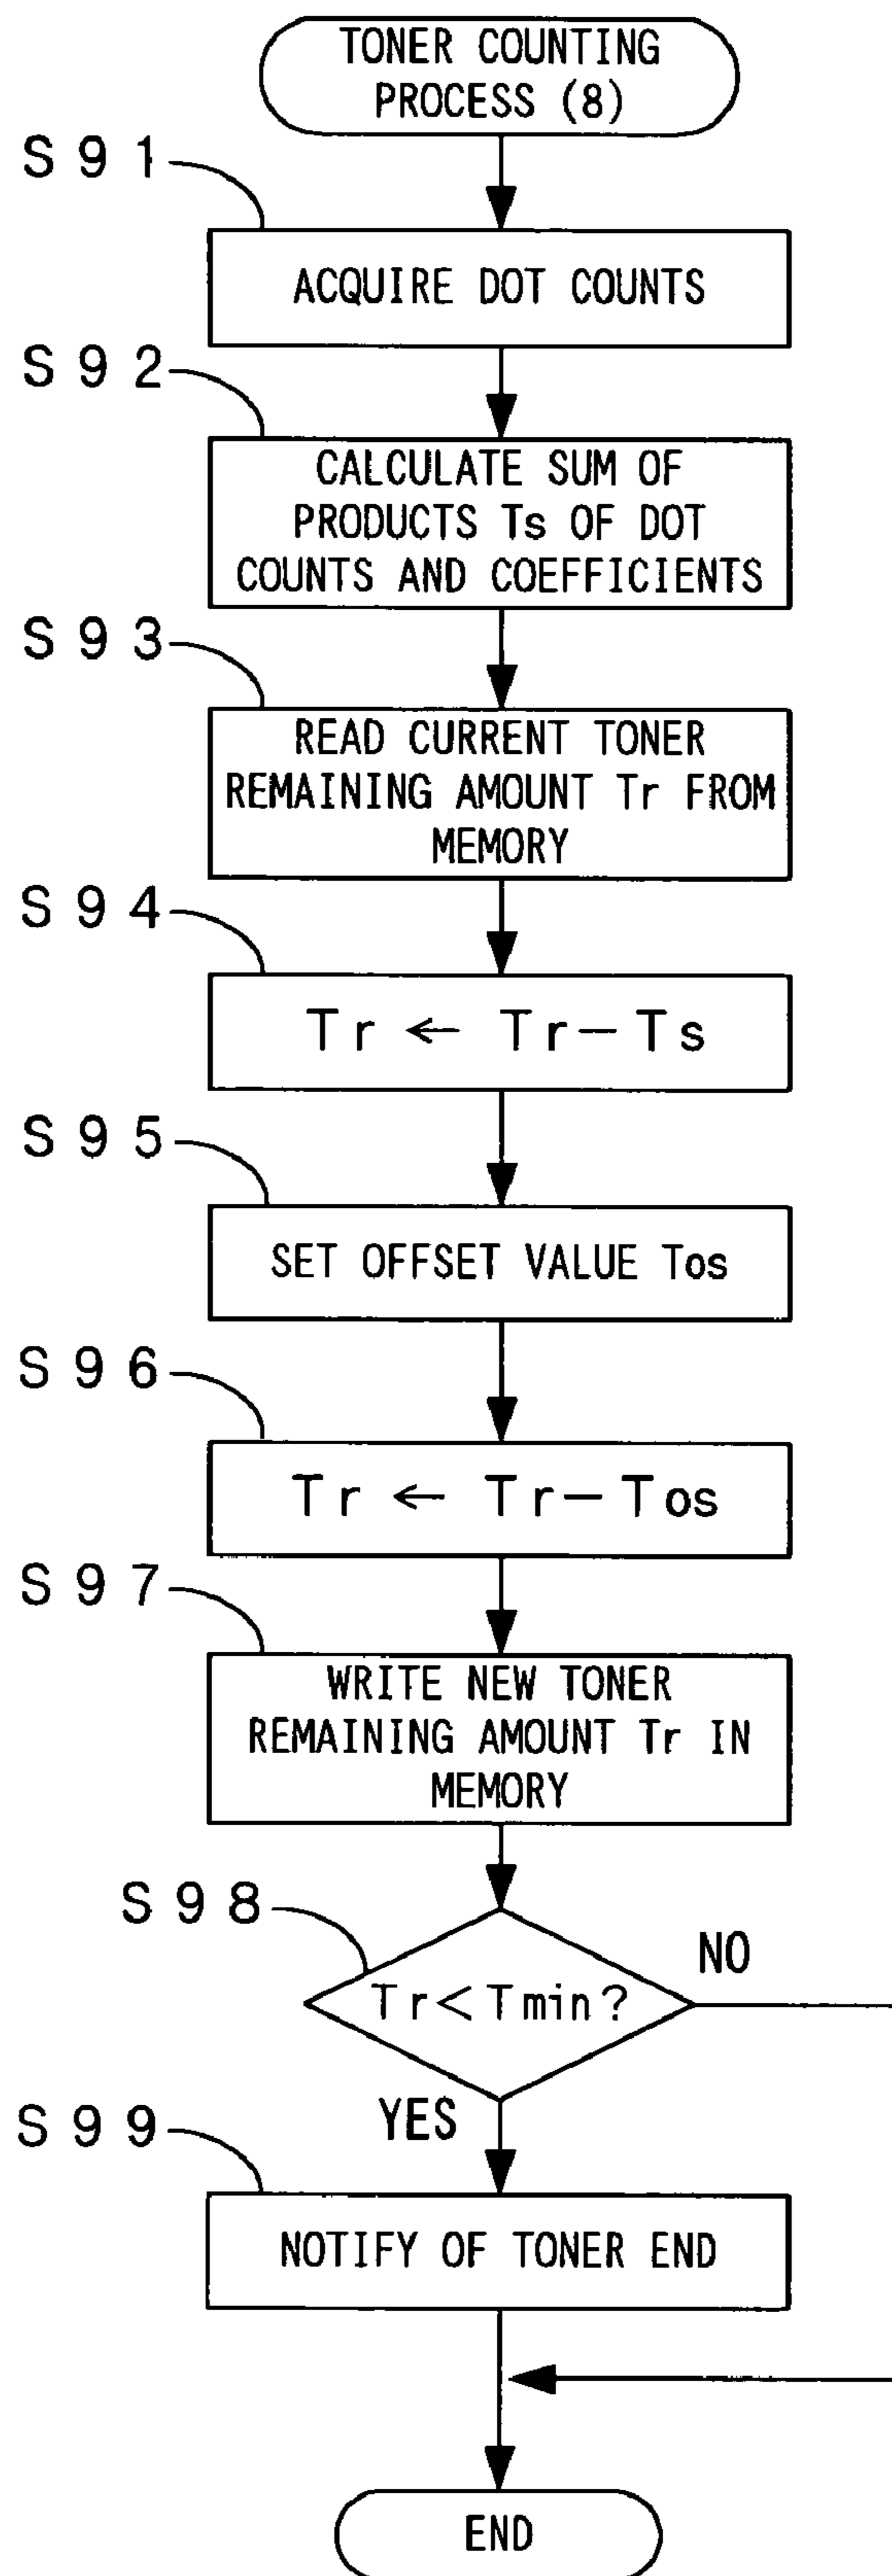 TONER COUNTING
PROCESS (8)
S91
ACQUIRE DOT COUNTS
S92
CALCULATE SUM OF
PRODUCTS Ts OF DOT
COUNTS AND COEFFICIENTS
S93
READ CURRENT TONER
REMAINING AMOUNT Tr FROM
MEMORY
S94
Tr ← Tr－Ts
S95
SET OFFSET VALUE Tos
S96
Tr ← Tr－Tos
S97
WRITE NEW TONER
REMAINING AMOUNT Tr IN
MEMORY
S98
Tr＜Tmin?
NO
YES
S99
NOTIFY OF TONER END
END